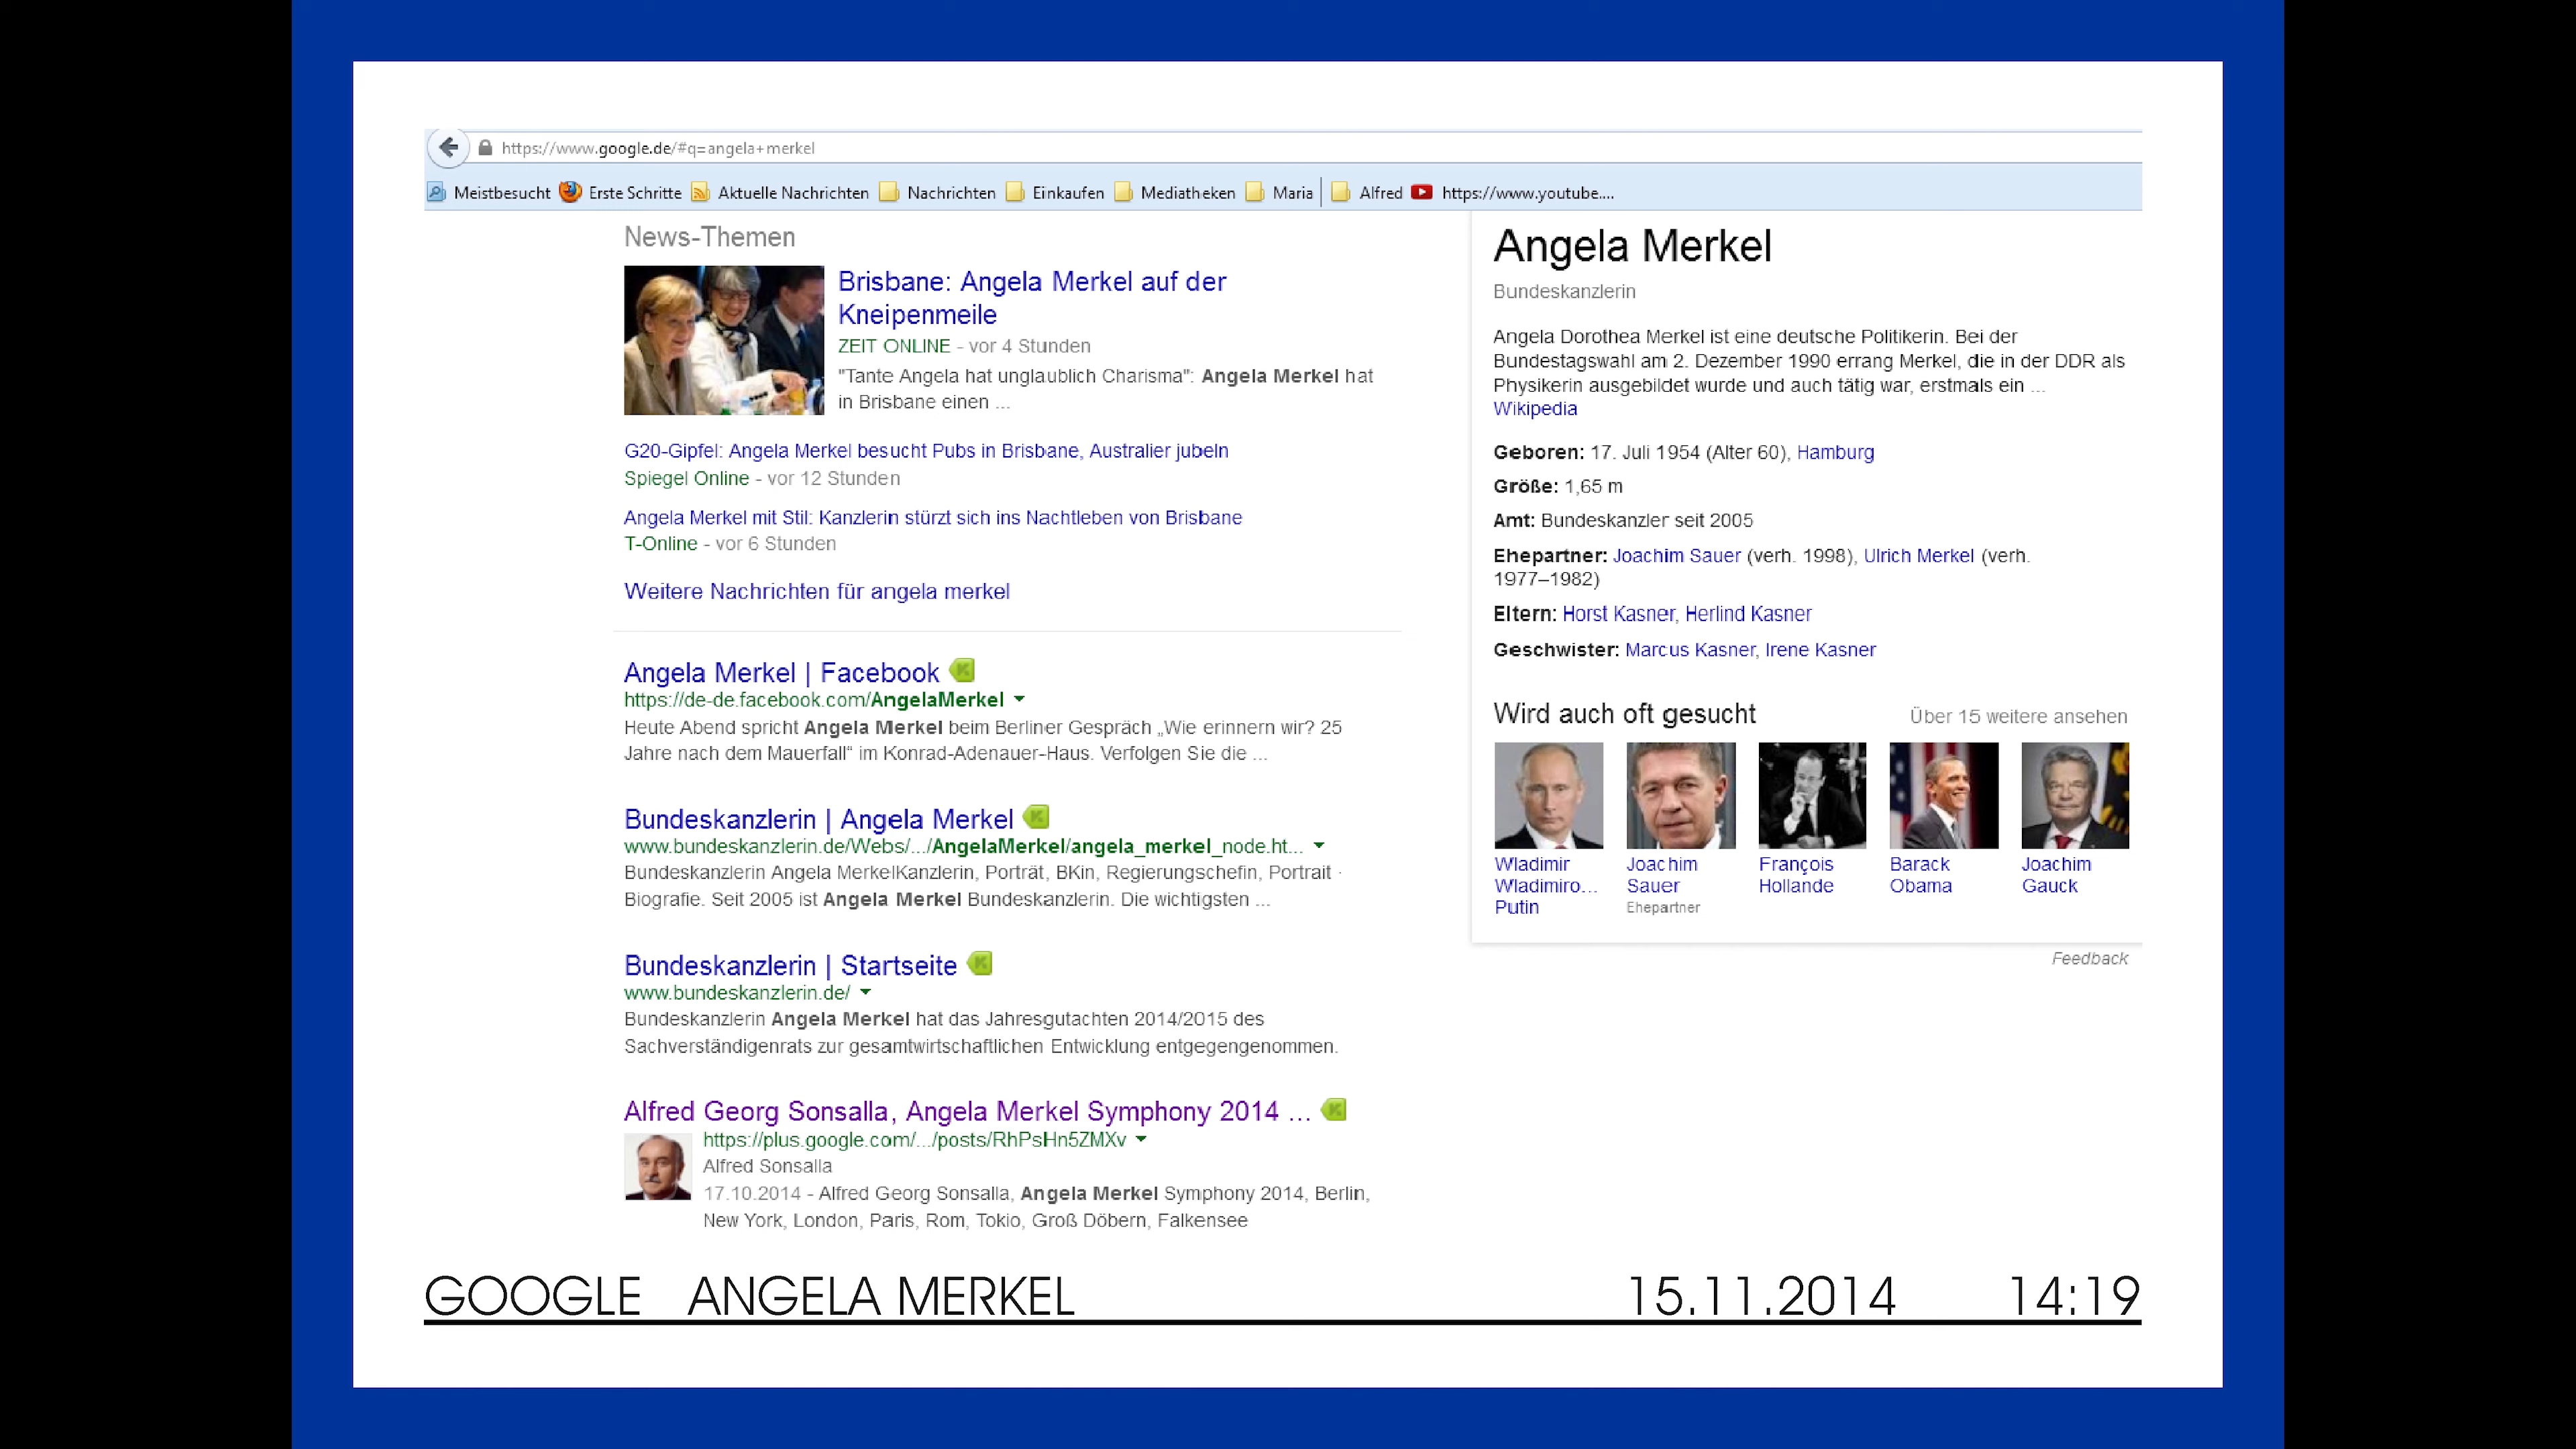 https://www.google.de/#q=angela+merkel
Meistbesucht Erste Schritte Aktuelle Nachrichten Nachrichten Einkaufen Mediatheken Maria Alfred https://www.youtube....
News-Themen
Brisbane: Angela Merkel auf der
Kneipenmeile
ZEIT ONLINE - vor 4 Stunden
"Tante Angela hat unglaublich Charisma": Angela Merkel hat
in Brisbane einen ...
G20-Gipfel: Angela Merkel besucht Pubs in Brisbane, Australier jubeln
Spiegel Online - vor 12 Stunden
Angela Merkel mit Stil: Kanzlerin stürzt sich ins Nachtleben von Brisbane
T-Online - vor 6 Stunden
Weitere Nachrichten für angela merkel
Angela Merkel | Facebook
https://de-de.facebook.com/AngelaMerkel
Heute Abend spricht Angela Merkel beim Berliner Gespräch „Wie erinnern wir? 25
Jahre nach dem Mauerfall“ im Konrad-Adenauer-Haus. Verfolgen Sie die ...
Bundeskanzlerin | Angela Merkel
www.bundeskanzlerin.de/Webs/.../AngelaMerkel/angela_merkel_node.ht...
Bundeskanzlerin Angela MerkelKanzlerin, Porträt, BKin, Regierungschefin, Portrait ·
Biografie. Seit 2005 ist Angela Merkel Bundeskanzlerin. Die wichtigsten ...
Bundeskanzlerin | Startseite
www.bundeskanzlerin.de/
Bundeskanzlerin Angela Merkel hat das Jahresgutachten 2014/2015 des
Sachverständigenrats zur gesamtwirtschaftlichen Entwicklung entgegengenommen.
Alfred Georg Sonsalla, Angela Merkel Symphony 2014 ...
https://plus.google.com/.../posts/RhPsHn5ZMXv
Alfred Sonsalla
17.10.2014 - Alfred Georg Sonsalla, Angela Merkel Symphony 2014, Berlin,
New York, London, Paris, Rom, Tokio, Groß Döbern, Falkensee
Angela Merkel
Bundeskanzlerin
Angela Dorothea Merkel ist eine deutsche Politikerin. Bei der
Bundestagswahl am 2. Dezember 1990 errang Merkel, die in der DDR als
Physikerin ausgebildet wurde und auch tätig war, erstmals ein ...
Wikipedia
Geboren: 17. Juli 1954 (Alter 60), Hamburg
Größe: 1,65 m
Amt: Bundeskanzler seit 2005
Ehepartner: Joachim Sauer (verh. 1998), Ulrich Merkel (verh.
1977–1982)
Eltern: Horst Kasner, Herlind Kasner
Geschwister: Marcus Kasner, Irene Kasner
Wird auch oft gesucht Über 15 weitere ansehen
Wladimir Joachim François Barack Joachim
Wladimiro... Sauer Hollande Obama Gauck
Putin Ehepartner
Feedback
GOOGLE ANGELA MERKEL 15.11.2014 14:19